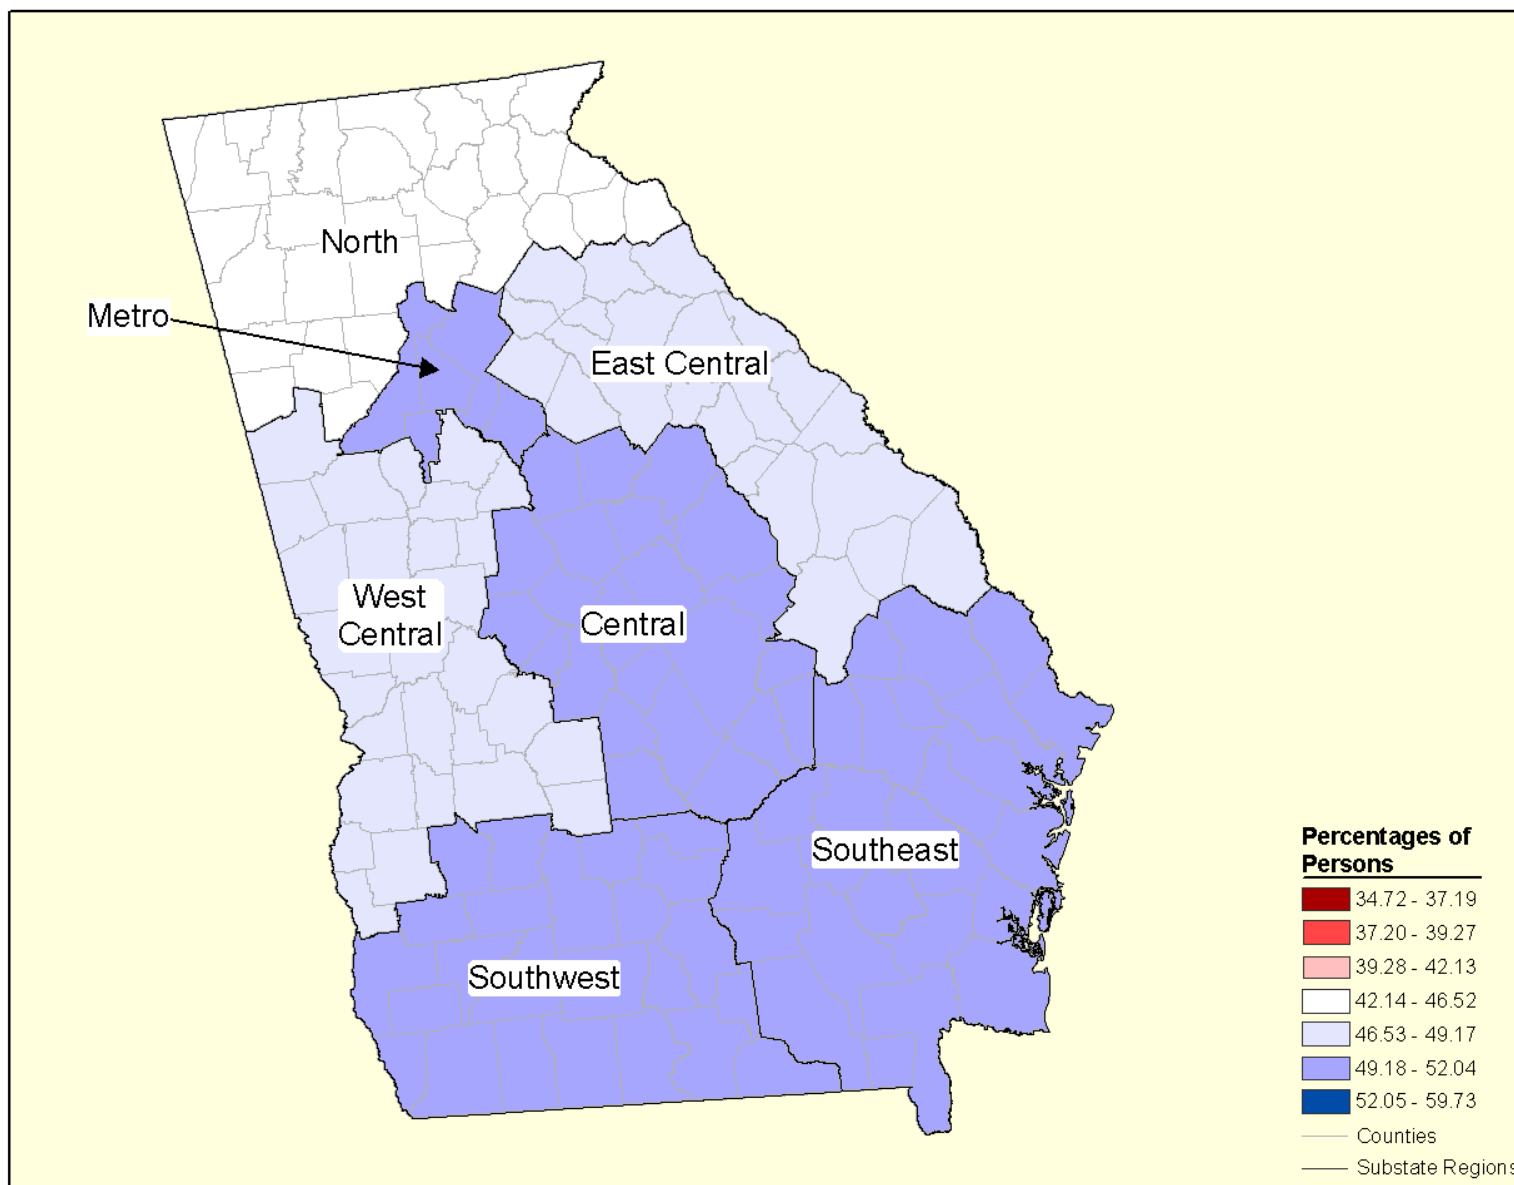 North
Metro
East Central
West
Central
Central
Southeast
Southwest
Percentages of
Persons
34.72 - 37.19
37.20 - 39.27
39.28 - 42.13
42.14 - 46.52
46.53 - 49.17
49.18 - 52.04
52.05 - 59.73
Counties
Substate Regions